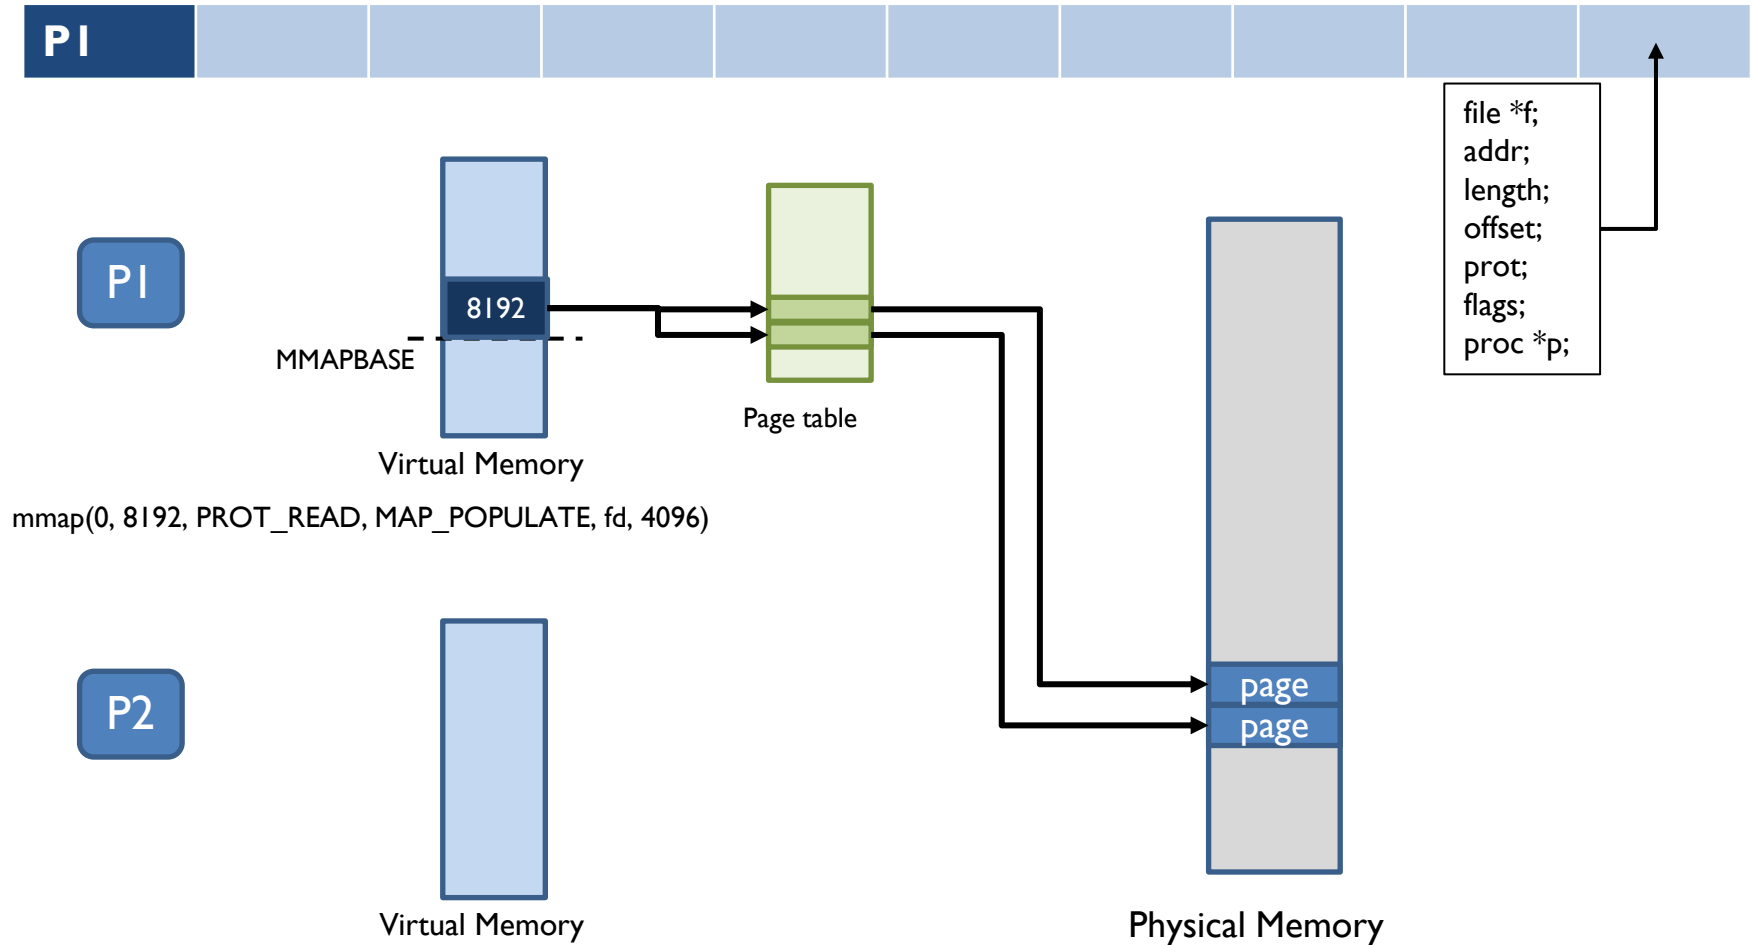 P1
file *f;
addr;
length;
offset;
prot;
flags;
proc *p;
P1
8192
MMAPBASE
Page table
Virtual Memory
mmap(0, 8192, PROT_READ, MAP_POPULATE, fd, 4096)
P2
page
page
Virtual Memory
Physical Memory